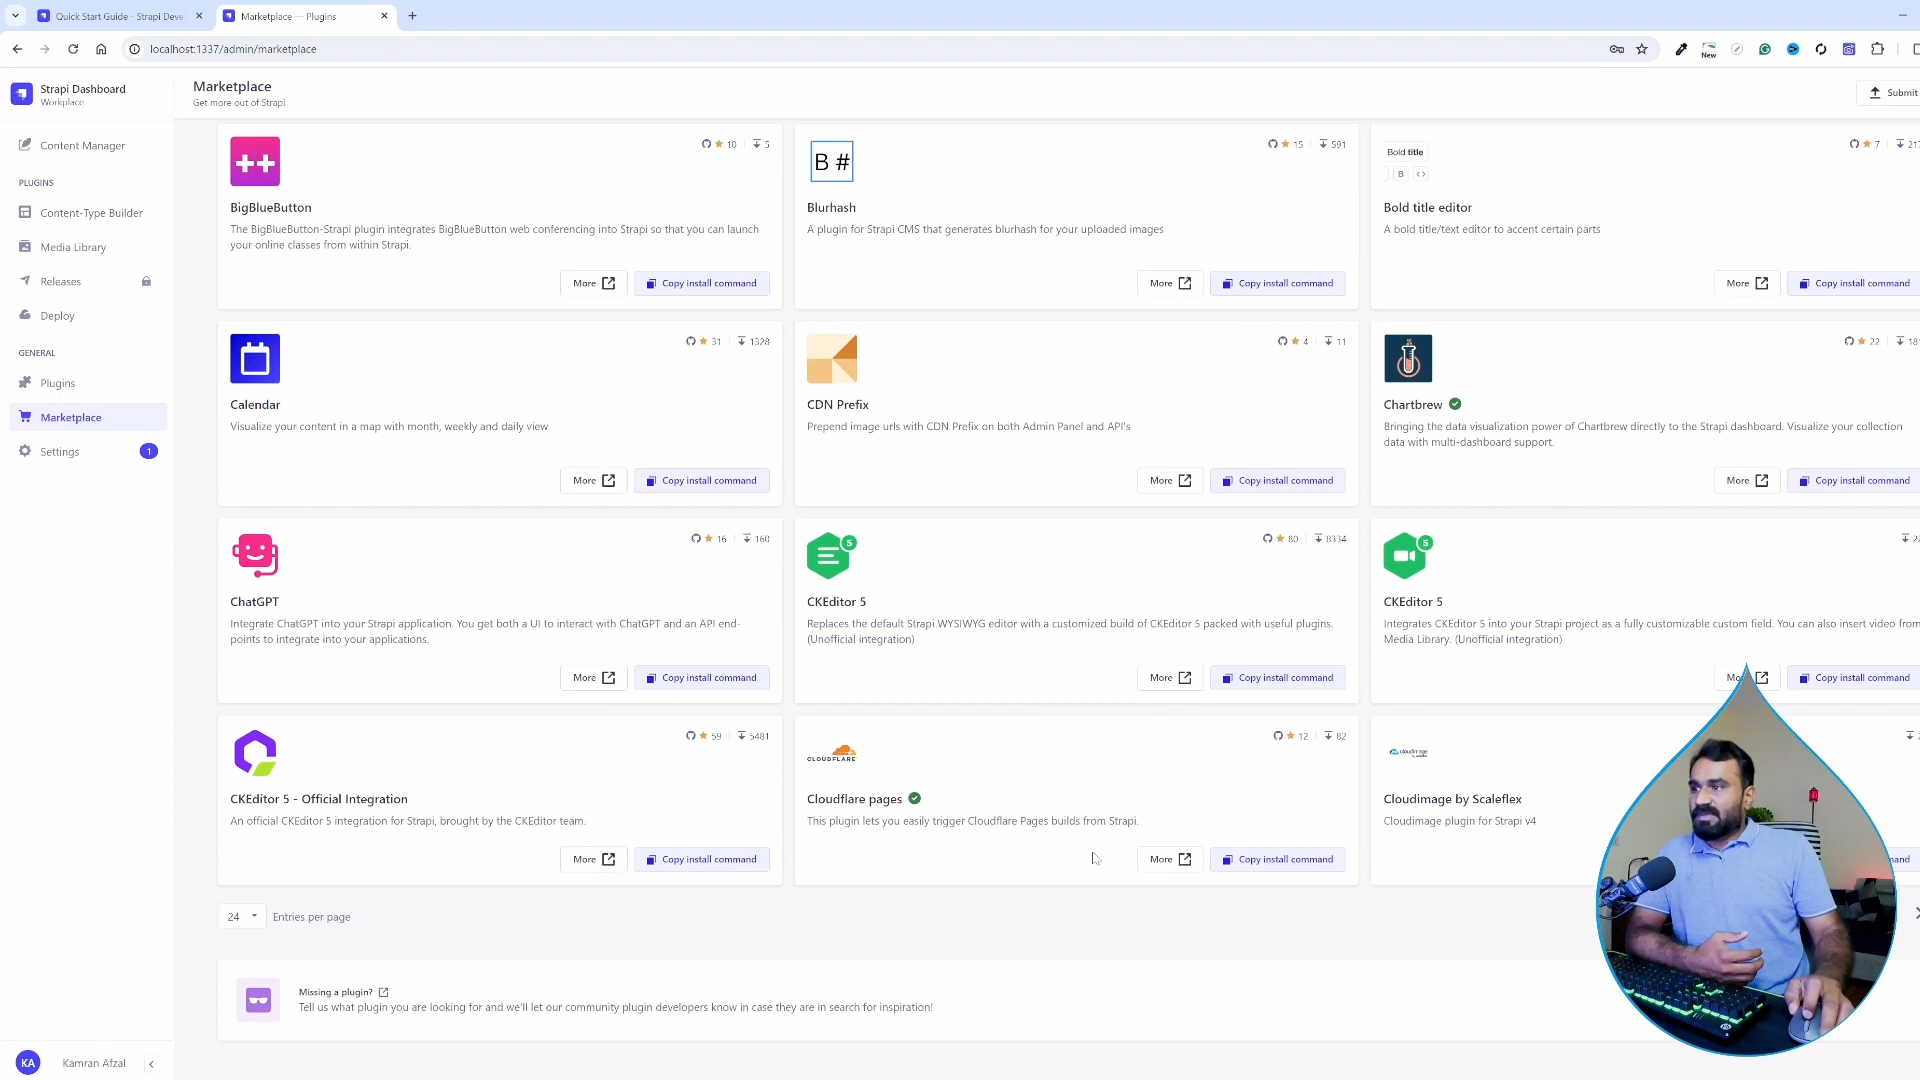 Quick Start Guide - Strapi Deve
Marketplace — Plugins
localhost:1337/admin/marketplace
New
Strapi Dashboard
Workplace
Marketplace
Get more out of Strapi
Submit
Content Manager
PLUGINS
Content-Type Builder
Media Library
Releases
Deploy
GENERAL
Plugins
Marketplace
Settings
1
++
10
5
BigBlueButton
The BigBlueButton-Strapi plugin integrates BigBlueButton web conferencing into Strapi so that you can launch
your online classes from within Strapi.
More
Copy install command
B #
15
591
Blurhash
A plugin for Strapi CMS that generates blurhash for your uploaded images
More
Copy install command
Bold title
B <>
7
217
Bold title editor
A bold title/text editor to accent certain parts
More
Copy install command
31
1328
Calendar
Visualize your content in a map with month, weekly and daily view
More
Copy install command
4
11
CDN Prefix
Prepend image urls with CDN Prefix on both Admin Panel and API's
More
Copy install command
22
Chartbrew
Bringing the data visualization power of Chartbrew directly to the Strapi dashboard. Visualize your collection
data with multi-dashboard support.
More
Copy install command
16
160
ChatGPT
Integrate ChatGPT into your Strapi application. You get both a UI to interact with ChatGPT and an API end-
points to integrate into your applications.
More
Copy install command
5
80
8334
CKEditor 5
Replaces the default Strapi WYSIWYG editor with a customized build of CKEditor 5 packed with useful plugins.
(Unofficial integration)
More
Copy install command
5
CKEditor 5
Integrates CKEditor 5 into your Strapi project as a fully customizable custom field. You can also insert video from
Media Library. (Unofficial integration)
Mo
Copy install command
59
5481
CKEditor 5 - Official Integration
An official CKEditor 5 integration for Strapi, brought by the CKEditor team.
More
Copy install command
CLOUDFLARE
12
82
Cloudflare pages
This plugin lets you easily trigger Cloudflare Pages builds from Strapi.
More
Copy install command
cloudimage
Cloudimage by Scaleflex
Cloudimage plugin for Strapi v4
mand
24
Entries per page
Missing a plugin?
Tell us what plugin you are looking for and we'll let our community plugin developers know in case they are in search for inspiration!
KA
Kamran Afzal